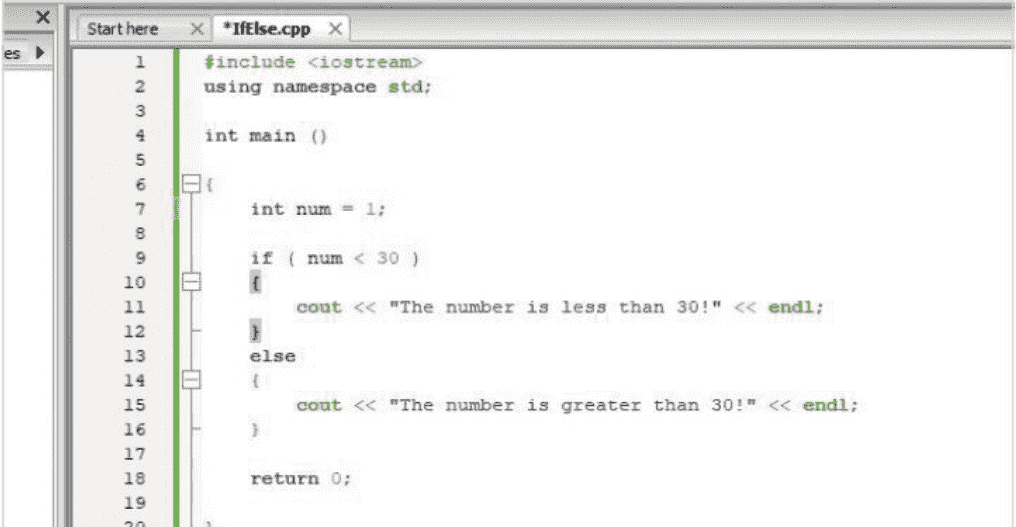 es
Start here
*IfElse.cpp
1 #include <iostream>
2 using namespace std;
3
4 int main ()
5
6 {
7 int num = 1;
8
9 if ( num < 30 )
10 {
11 cout << "The number is less than 30!" << endl;
12 }
13 else
14 {
15 cout << "The number is greater than 30!" << endl;
16 }
17
18 return 0;
19
20 }